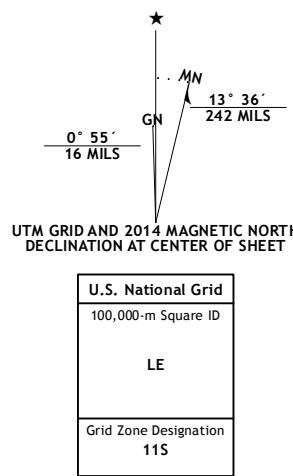 ★
MN
GN
0° 55´
16 MILS
13° 36´
242 MILS
UTM GRID AND 2014 MAGNETIC NORTH
DECLINATION AT CENTER OF SHEET
U.S. National Grid
100,000-m Square ID
LE
Grid Zone Designation
11S